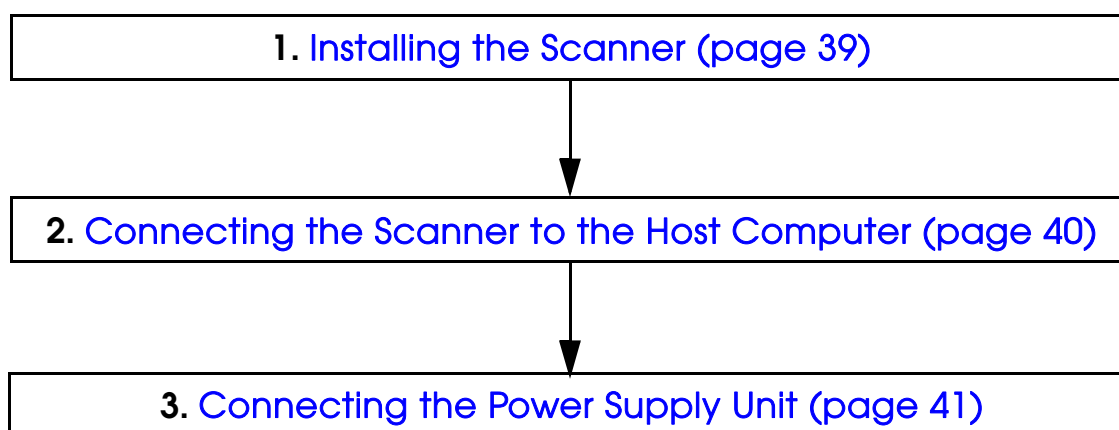 1. Installing the Scanner (page 39)
2. Connecting the Scanner to the Host Computer (page 40)
3. Connecting the Power Supply Unit (page 41)